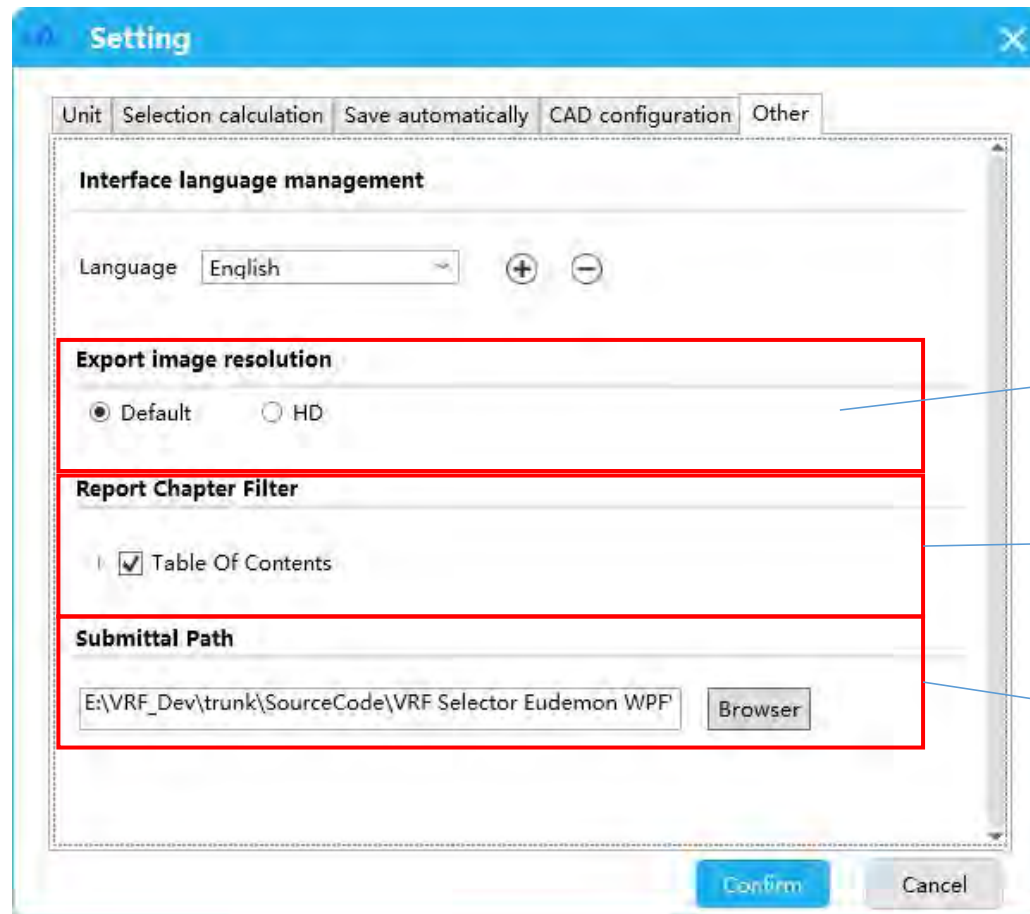 Setting
Unit Selection calculation Save automatically CAD configuration Other
Interface language management
Language English
Export image resolution
Default HD
Report Chapter Filter
Table Of Contents
Submittal Path
E:\VRF_Dev\trunk\SourceCode\VRF Selector Eudemon WPF\ Browser
Confirm Cancel